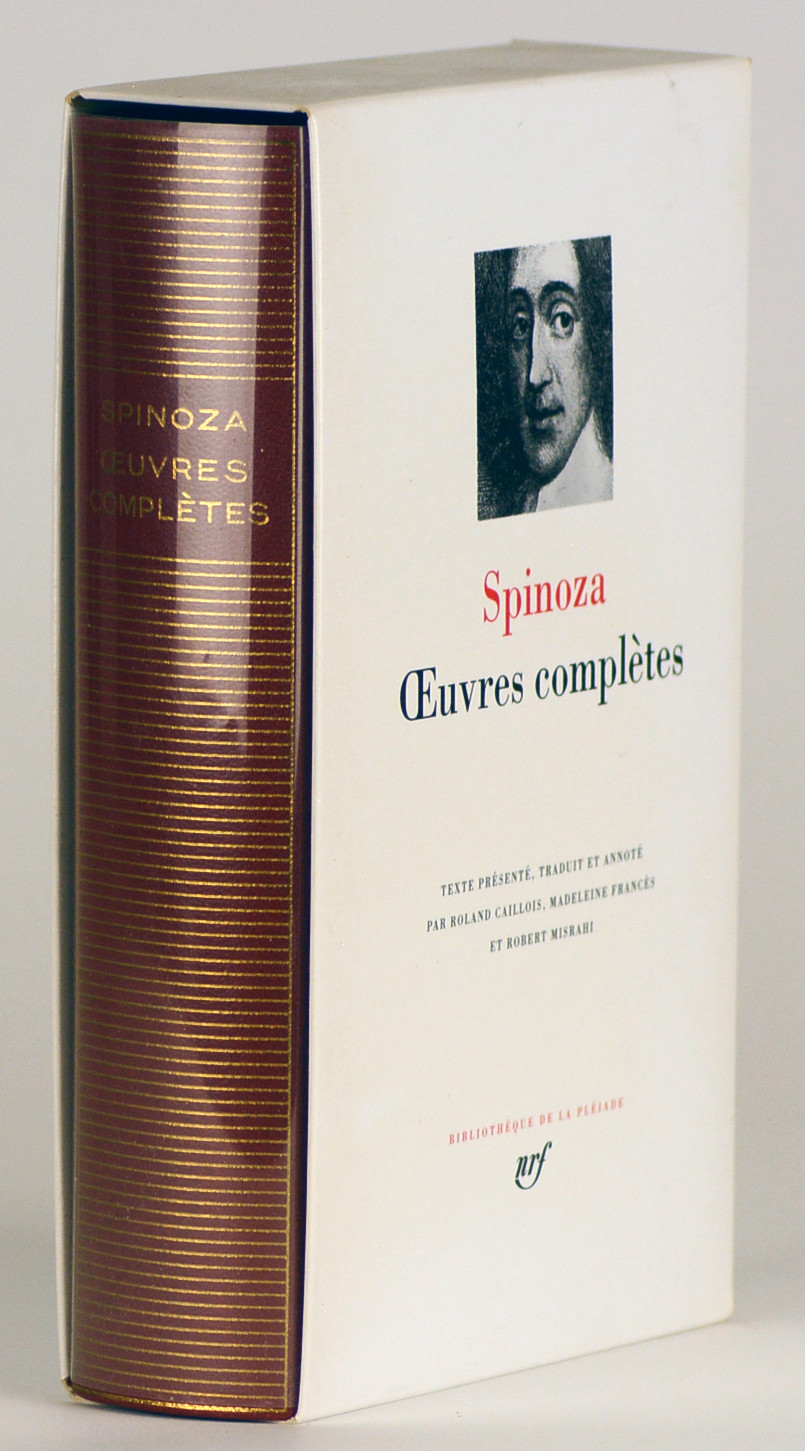 SPINOZA
ŒUVRES
COMPLÈTES
Spinoza
Œuvres complètes
TEXTE PRÉSENTÉ, TRADUIT ET ANNOTÉ
PAR ROLAND CAILLOIS, MADELEINE FRANCÈS
ET ROBERT MISRAHI
BIBLIOTHÈQUE DE LA PLÉIADE
nrf